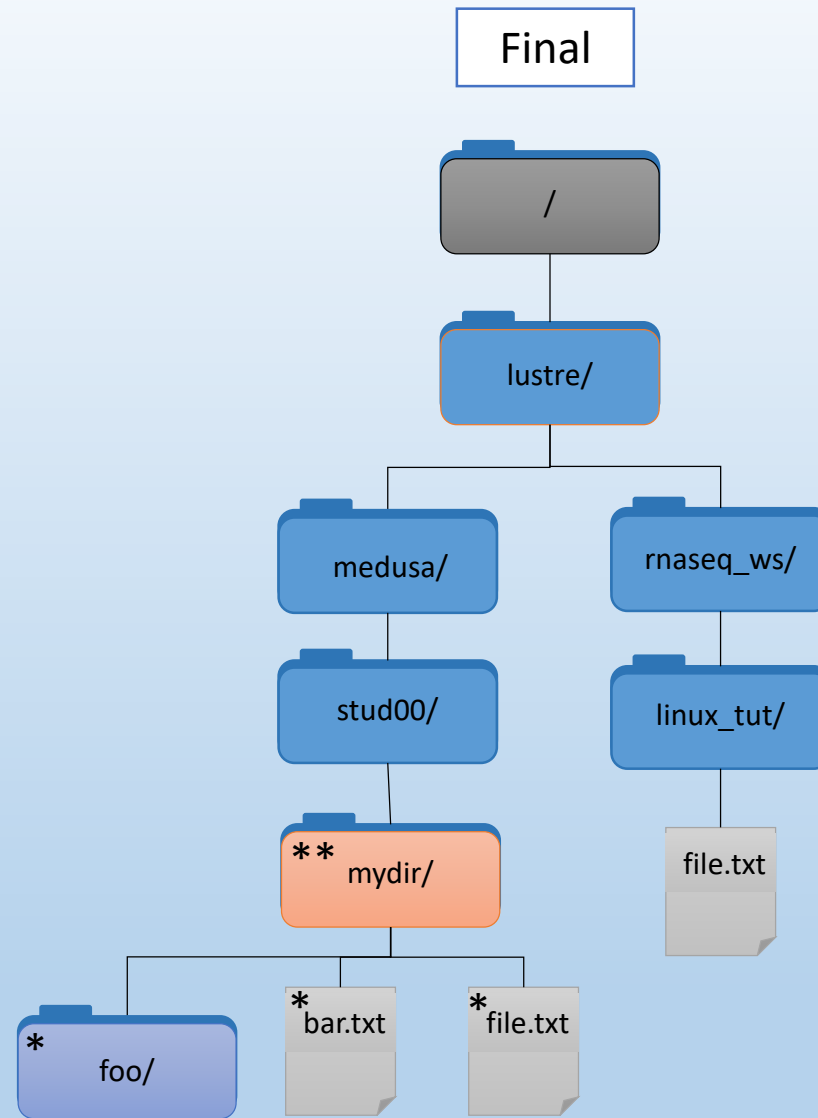 Final
/
lustre/
medusa/
rnaseq_ws/
stud00/
linux_tut/
** mydir/
file.txt
* foo/
* bar.txt
* file.txt